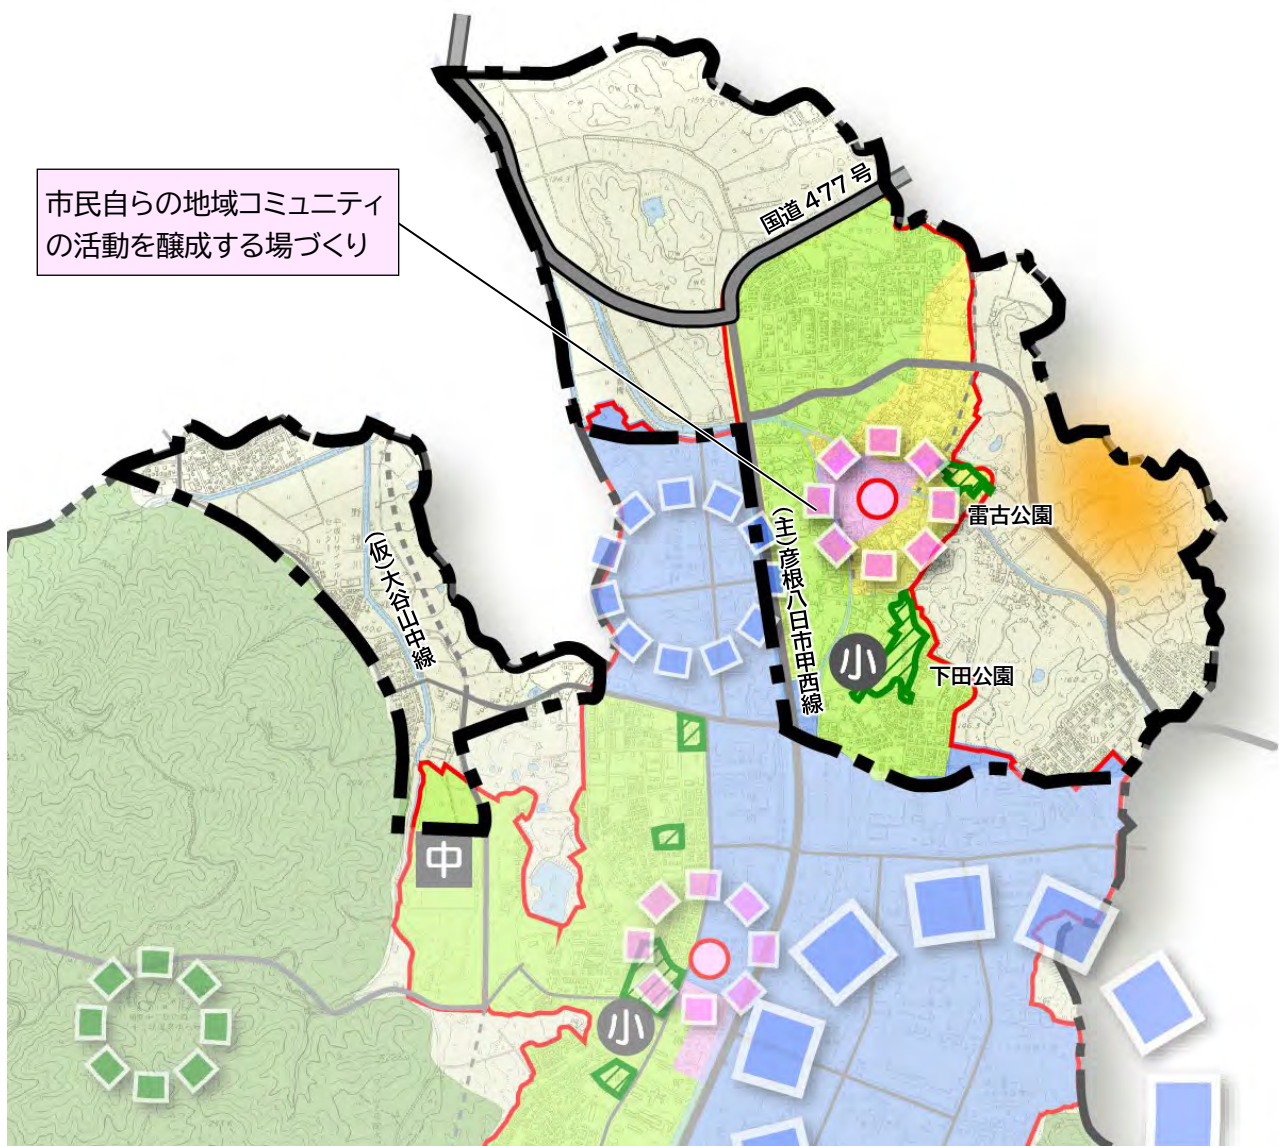 市民自らの地域コミュニティ
の活動を醸成する場づくり
国道477号
雷古公園
(仮)大谷山中線
(主)彦根八日市甲西線
小
下田公園
中
小